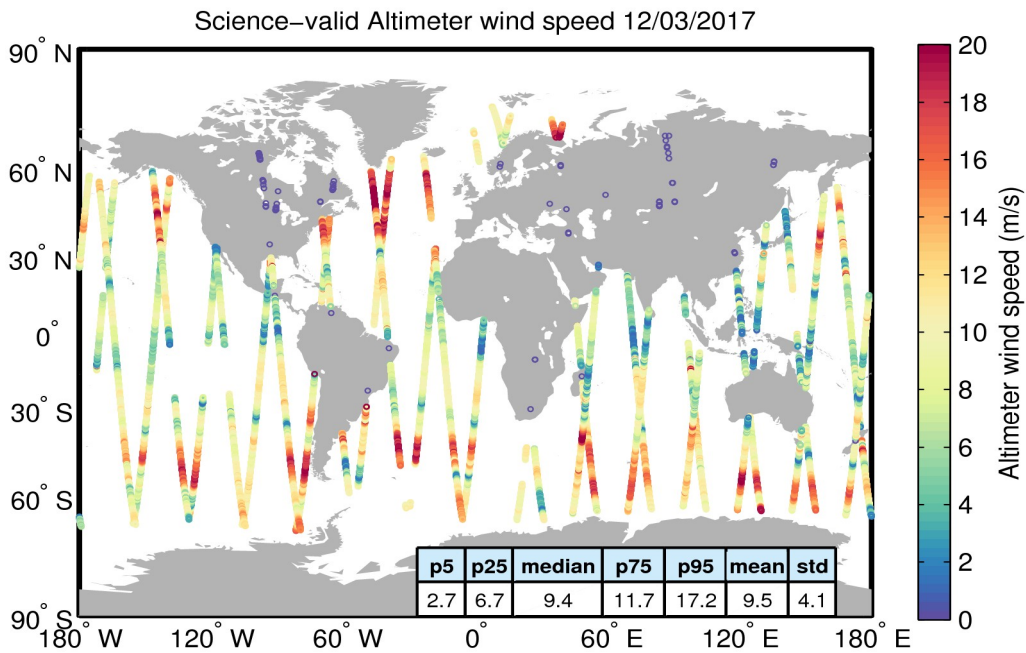 Science−valid Altimeter wind speed 12/03/2017
90° N
60° N
30° N
0°
30° S
60° S
90° S
180° W
120° W
60° W
0°
60° E
120° E
180° E
p5 p25 median p75 p95 mean std
2.7 6.7 9.4 11.7 17.2 9.5 4.1
20
18
16
14
12
10
8
6
4
2
0
Altimeter wind speed (m/s)